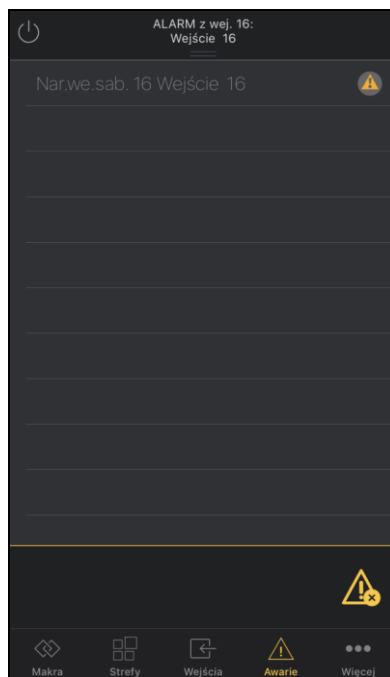 ALARM z wej. 16:
Wejście 16
Nar.we.sab. 16 Wejście 16
Makra
Strefy
Wejścia
Awarie
Więcej